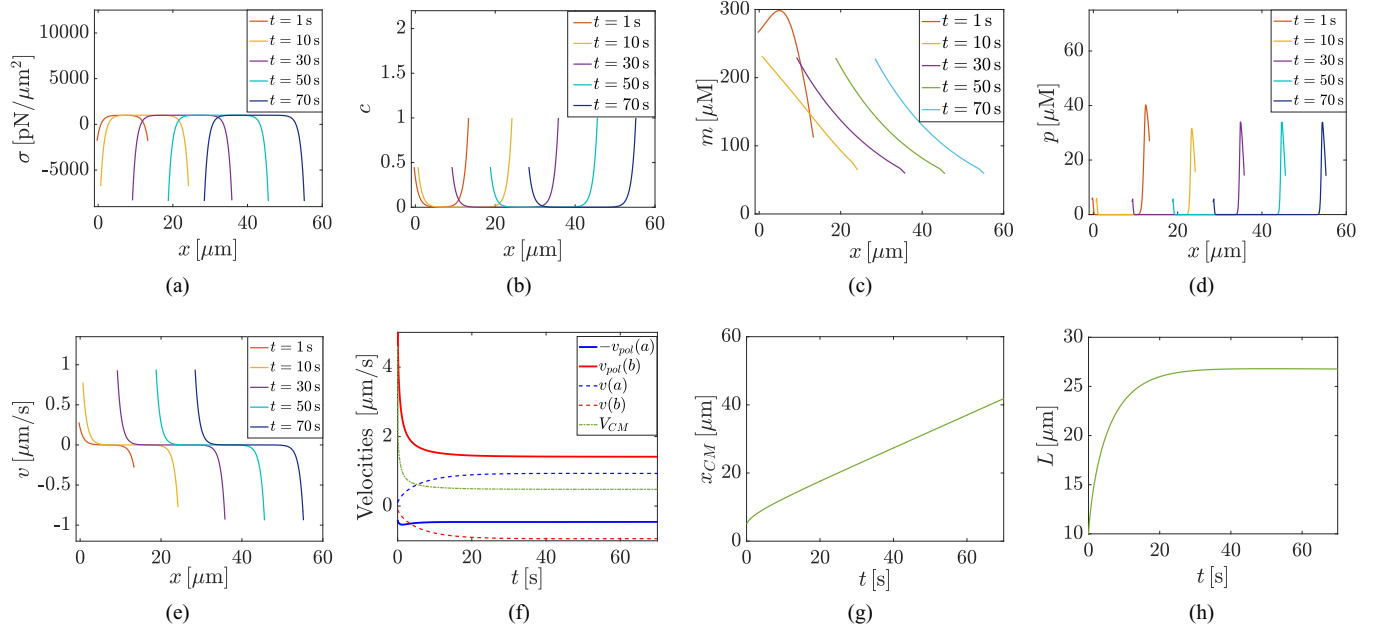 10000
5000
0
-5000
σ [pN/μm²]
0 20 40 60
x [μm]
t = 1 s
t = 10 s
t = 30 s
t = 50 s
t = 70 s
(a)
2
1.5
1
0.5
0
c
0 20 40 60
x [μm]
t = 1 s
t = 10 s
t = 30 s
t = 50 s
t = 70 s
(b)
300
200
100
0
m [μM]
0 20 40 60
x [μm]
t = 1 s
t = 10 s
t = 30 s
t = 50 s
t = 70 s
(c)
60
40
20
0
p [μM]
0 20 40 60
x [μm]
t = 1 s
t = 10 s
t = 30 s
t = 50 s
t = 70 s
(d)
1
0.5
0
-0.5
-1
v [μm/s]
0 20 40 60
x [μm]
t = 1 s
t = 10 s
t = 30 s
t = 50 s
t = 70 s
(e)
4
2
0
Velocities [μm/s]
0 20 40 60
t [s]
−v_pol(a)
v_pol(b)
v(a)
v(b)
V_CM
(f)
60
40
20
0
x_CM [μm]
0 20 40 60
t [s]
(g)
30
25
20
15
10
L [μm]
0 20 40 60
t [s]
(h)